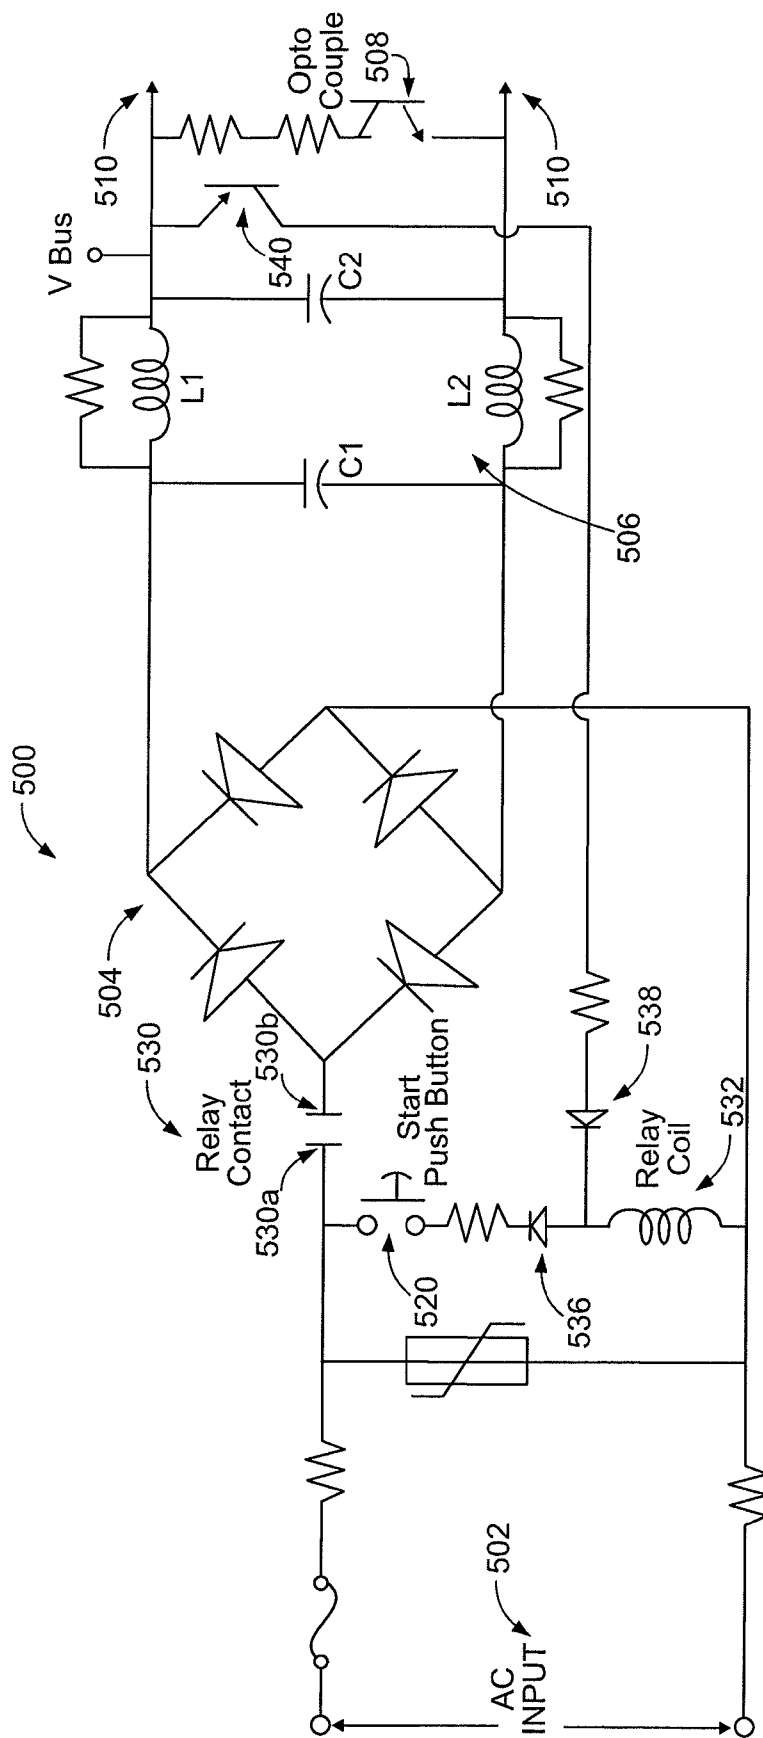 500
504
530
Relay
Contact
530a
530b
Start
Push Button
520
536
538
Relay
Coil
532
AC
INPUT
502
V Bus
510
L1
C1
C2
L2
506
540
Opto
Couple
508
510